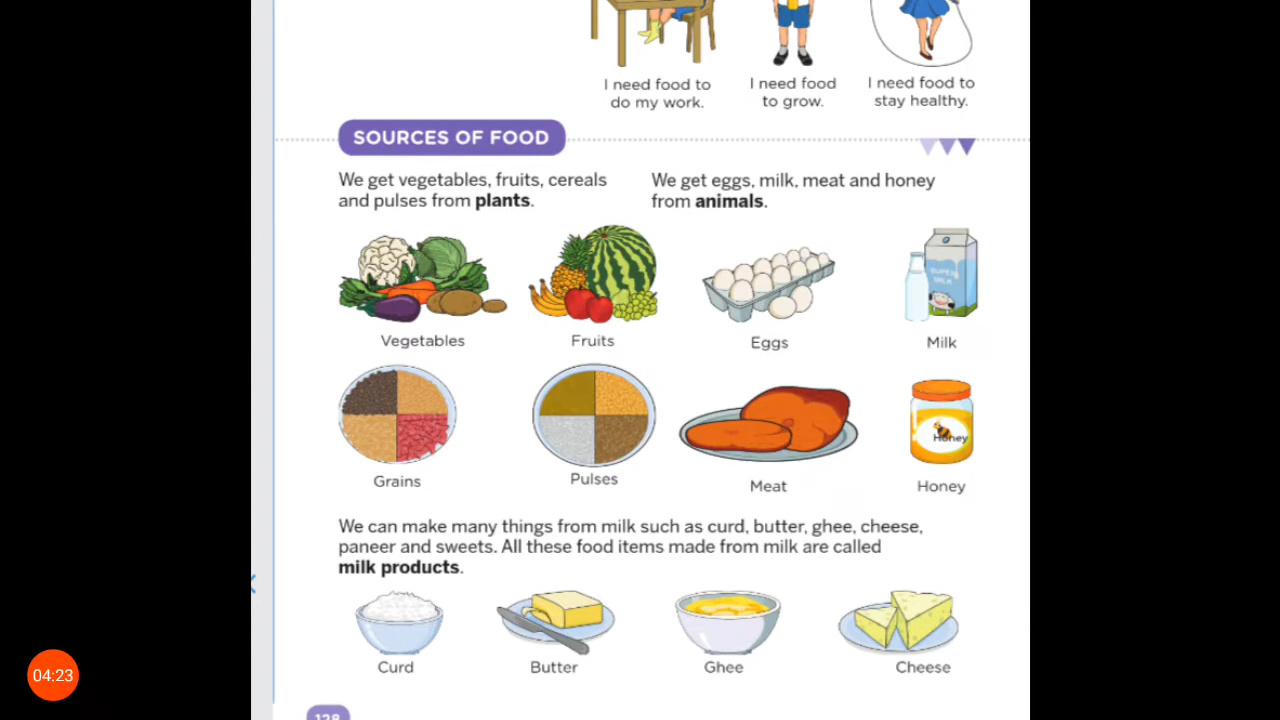 I need food to
do my work.
I need food
to grow.
I need food to
stay healthy.
SOURCES OF FOOD
We get vegetables, fruits, cereals
and pulses from plants.
We get eggs, milk, meat and honey
from animals.
SUPER
MILK
Vegetables
Fruits
Eggs
Milk
Honey
Grains
Pulses
Meat
Honey
We can make many things from milk such as curd, butter, ghee, cheese,
paneer and sweets. All these food items made from milk are called
milk products.
Curd
Butter
Ghee
Cheese
128
04:23